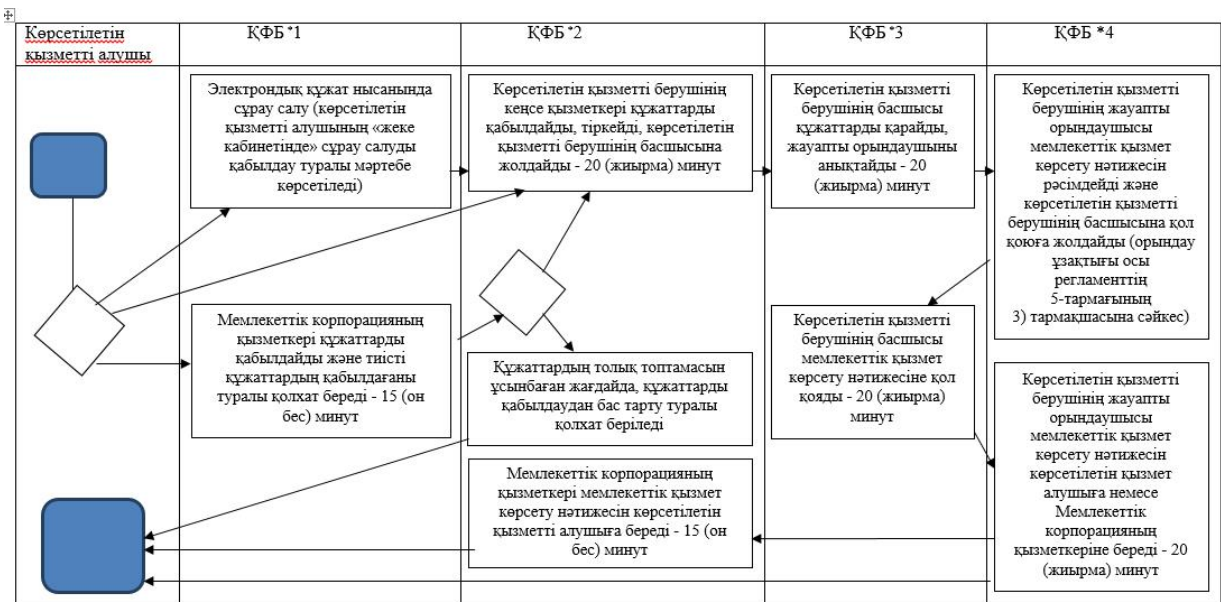 Көрсетілетін
қызметті алушы
ҚФБ *1
ҚФБ *2
ҚФБ *3
ҚФБ *4
Электрондық құжат нысанында
сұрау салу (көрсетілетін
қызметті алушының «жеке
кабинетінде» сұрау салуды
қабылдау туралы мәртебе
көрсетіледі)
Көрсетілетін қызметті берушінің
кеңсе қызметкері құжаттарды
қабылдайды, тіркейді, көрсетілетін
қызметті берушінің басшысына
жолдайды - 20 (жиырма) минут
Көрсетілетін қызметті
берушінің басшысы
құжаттарды қарайды,
жауапты орындаушыны
анықтайды - 20
(жиырма) минут
Көрсетілетін қызметті
берушінің жауапты
орындаушысы
мемлекеттік қызмет
көрсету нәтижесін
рәсімдейді және
көрсетілетін қызметті
берушінің басшысына қол
қоюға жолдайды (орындау
ұзақтығы осы
регламенттің
5-тармағының
3) тармақшасына сәйкес)
Мемлекеттік корпорацияның
қызметкері құжаттарды
қабылдайды және тиісті
құжаттардың қабылдағаны
туралы қолхат береді - 15 (он
бес) минут
Құжаттардың толық топтамасын
ұсынбаған жағдайда, құжаттарды
қабылдаудан бас тарту туралы
қолхат беріледі
Көрсетілетін қызметті
берушінің басшысы
мемлекеттік қызмет
көрсету нәтижесіне қол
қояды - 20 (жиырма)
минут
Мемлекеттік корпорацияның
қызметкері мемлекеттік қызмет
көрсету нәтижесін көрсетілетін
қызметті алушыға береді - 15 (он
бес) минут
Көрсетілетін қызметті
берушінің жауапты
орындаушысы
мемлекеттік қызмет
көрсету нәтижесін
көрсетілетін қызмет
алушыға немесе
Мемлекеттік
корпорацияның
қызметкеріне береді - 20
(жиырма) минут